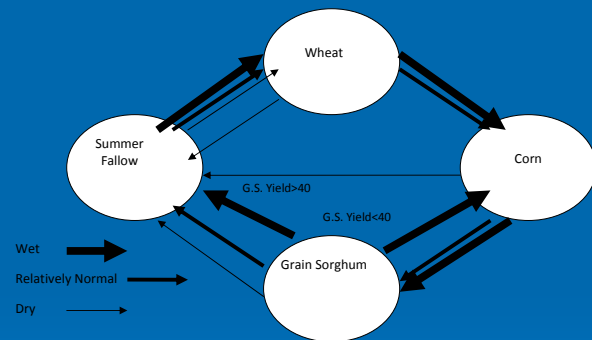 Wheat
Summer
Fallow
Corn
G.S. Yield>40
G.S. Yield<40
Wet
Grain Sorghum
Relatively Normal
Dry